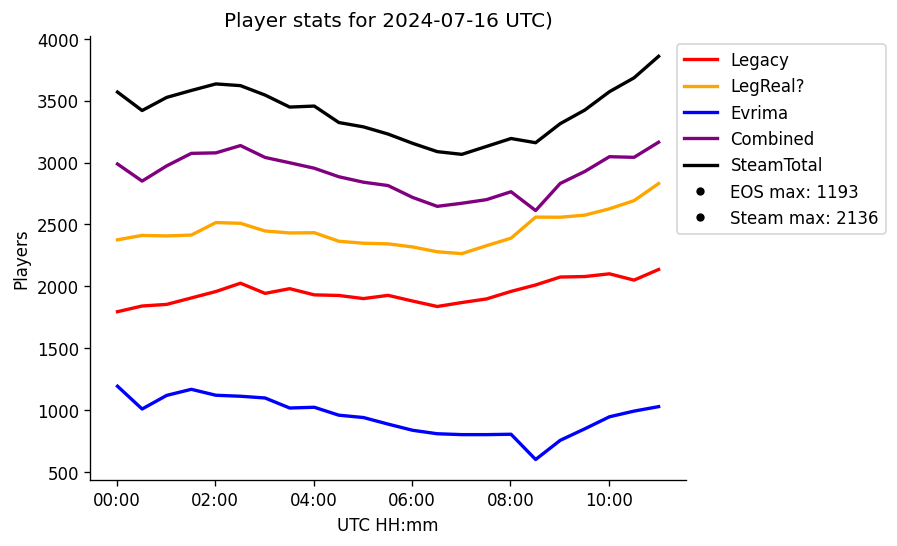 Player stats for 2024-07-16 UTC)
4000
3500
3000
2500
2000
1500
1000
500
Players
00:00 02:00 04:00 06:00 08:00 10:00
UTC HH:mm
Legacy
LegReal?
Evrima
Combined
SteamTotal
EOS max: 1193
Steam max: 2136